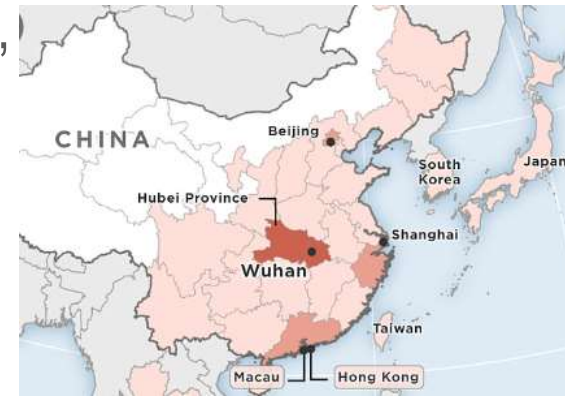 ,
Beijing
CHINA
South
Korea
Japan
Hubei Province
Shanghai
Wuhan
Taiwan
Macau
Hong Kong